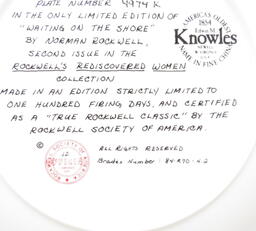 PLATE NUMBER 4974 K
IN THE ONLY LIMITED EDITION OF
"WAITING ON THE SHORE"
BY NORMAN ROCKWELL,
SECOND ISSUE IN THE
ROCKWELL'S REDISCOVERED WOMEN
COLLECTION
MADE IN AN EDITION STRICTLY LIMITED TO
ONE HUNDRED FIRING DAYS, AND CERTIFIED
AS A "TRUE ROCKWELL CLASSIC" BY THE
ROCKWELL SOCIETY OF AMERICA.
AMERICA'S OLDEST
1854
Edwin M.
Knowles
NAME IN FINE CHINA
© ALL RIGHTS RESERVED
Bradex Number: 84-R70-4.2